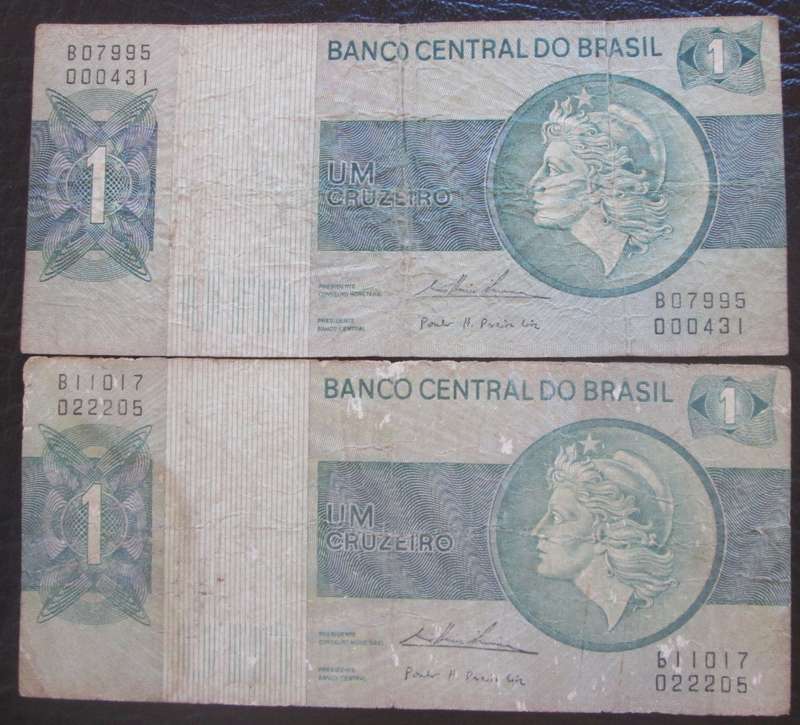 B07995
000431
BANCO CENTRAL DO BRASIL
1
1
UM
CRUZEIRO
PRESIDENTE
CONSELHO MONETÁRIO
PRESIDENTE
BANCO CENTRAL
B07995
000431
B11017
022205
BANCO CENTRAL DO BRASIL
1
1
UM
CRUZEIRO
PRESIDENTE
CONSELHO MONETÁRIO
PRESIDENTE
BANCO CENTRAL
B11017
022205